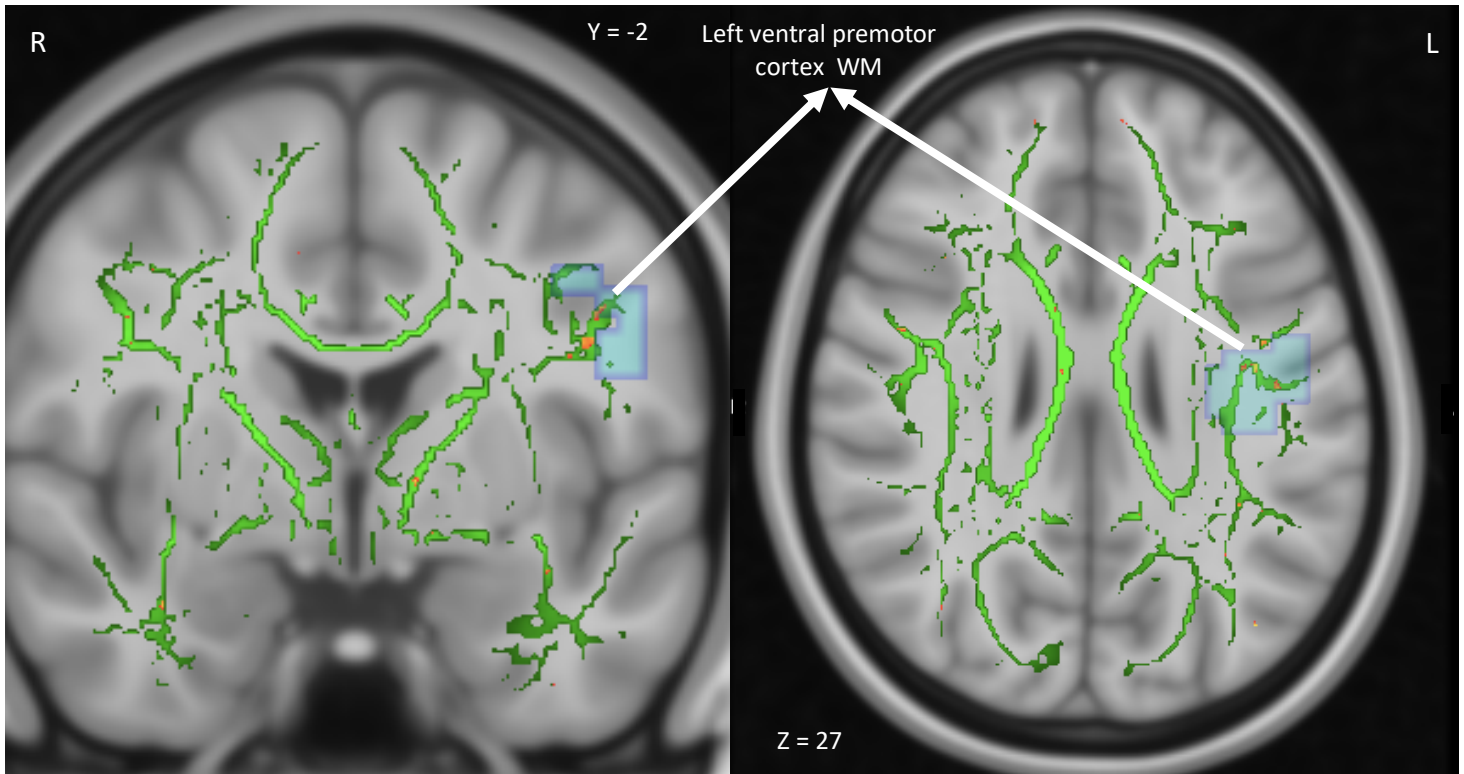 R
Y = -2
Left ventral premotor
cortex  WM
L
Z = 27